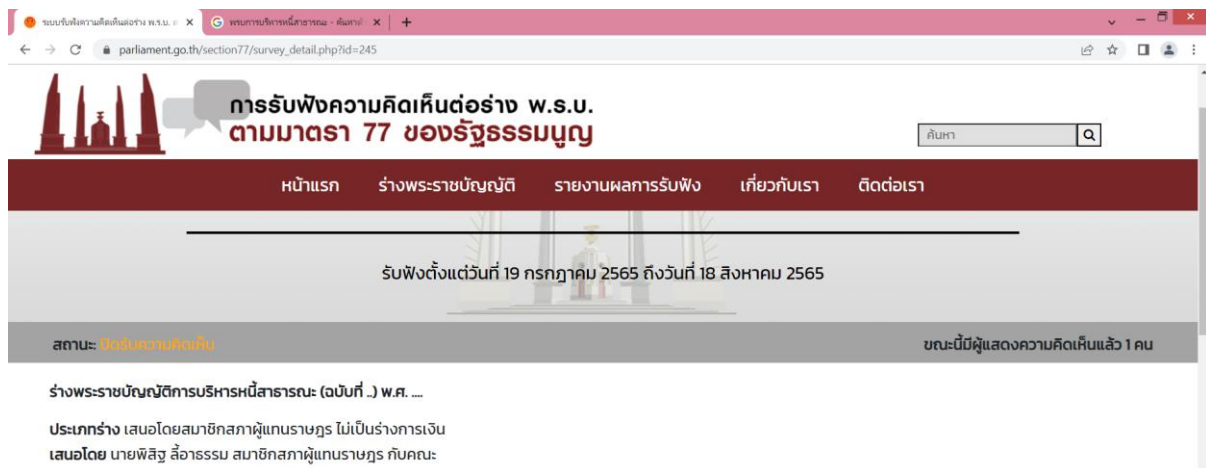 ระบบรับฟังความคิดเห็นต่อร่าง พ.ร.บ.
พรบการบริหารหนี้สาธารณะ - ค้นหาด้
parliament.go.th/section77/survey_detail.php?id=245
การรับฟังความคิดเห็นต่อร่าง พ.ร.บ.
ตามมาตรา 77 ของรัฐธรรมนูญ
ค้นหา
หน้าแรก ร่างพระราชบัญญัติ รายงานผลการรับฟัง เกี่ยวกับเรา ติดต่อเรา
รับฟังตั้งแต่วันที่ 19 กรกฎาคม 2565 ถึงวันที่ 18 สิงหาคม 2565
สถานะ: ปิดรับความคิดเห็น ขณะนี้มีผู้แสดงความคิดเห็นแล้ว 1 คน
ร่างพระราชบัญญัติการบริหารหนี้สาธารณะ (ฉบับที่ ..) พ.ศ. ....
ประเภทร่าง เสนอโดยสมาชิกสภาผู้แทนราษฎร ไม่เป็นร่างการเงิน
เสนอโดย นายพิสิฐ ลี้อาธรรม สมาชิกสภาผู้แทนราษฎร กับคณะ